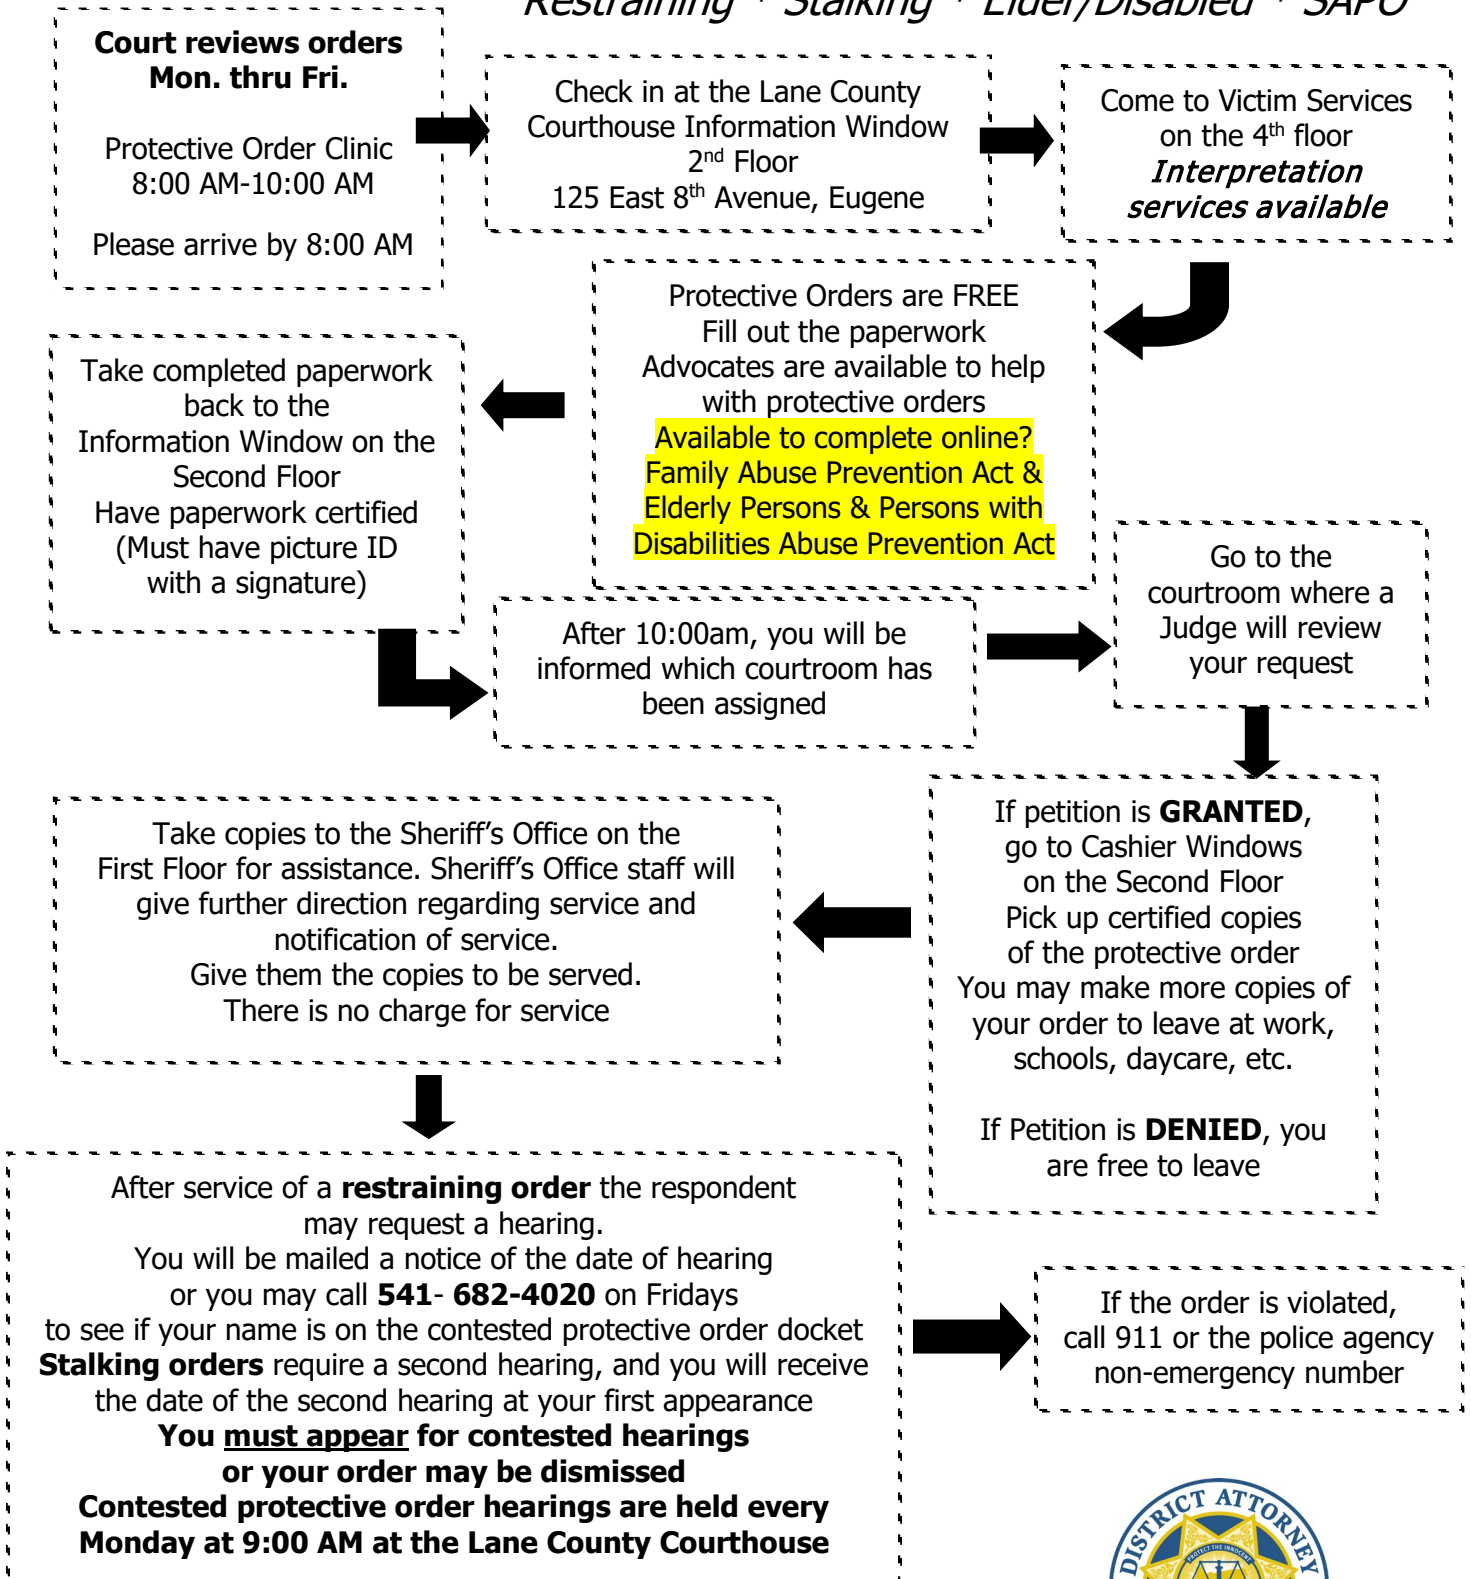 Restraining * Stalking * Elder/Disabled * SAPO
Court reviews orders
Mon. thru Fri.
Protective Order Clinic
8:00 AM-10:00 AM
Please arrive by 8:00 AM
Check in at the Lane County
Courthouse Information Window
2nd Floor
125 East 8th Avenue, Eugene
Come to Victim Services
on the 4th floor
Interpretation
services available
Protective Orders are FREE
Fill out the paperwork
Advocates are available to help
with protective orders
Available to complete online?
Family Abuse Prevention Act &
Elderly Persons & Persons with
Disabilities Abuse Prevention Act
Take completed paperwork
back to the
Information Window on the
Second Floor
Have paperwork certified
(Must have picture ID
with a signature)
After 10:00am, you will be
informed which courtroom has
been assigned
Go to the
courtroom where a
Judge will review
your request
If petition is GRANTED,
go to Cashier Windows
on the Second Floor
Pick up certified copies
of the protective order
You may make more copies of
your order to leave at work,
schools, daycare, etc.
If Petition is DENIED, you
are free to leave
Take copies to the Sheriff’s Office on the
First Floor for assistance. Sheriff’s Office staff will
give further direction regarding service and
notification of service.
Give them the copies to be served.
There is no charge for service
After service of a restraining order the respondent
may request a hearing.
You will be mailed a notice of the date of hearing
or you may call 541- 682-4020 on Fridays
to see if your name is on the contested protective order docket
Stalking orders require a second hearing, and you will receive
the date of the second hearing at your first appearance
You must appear for contested hearings
or your order may be dismissed
Contested protective order hearings are held every
Monday at 9:00 AM at the Lane County Courthouse
If the order is violated,
call 911 or the police agency
non-emergency number
DISTRICT ATTORNEY
PROTECT THE INNOCENT